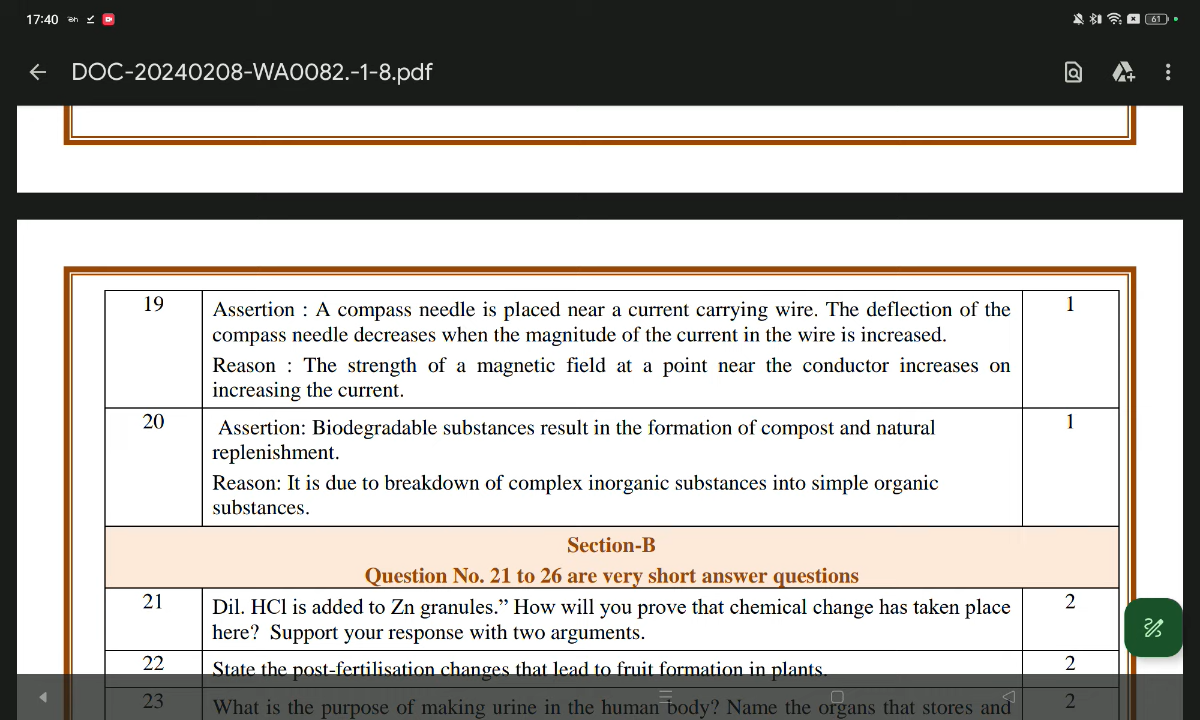 17:40
61
DOC-20240208-WA0082.-1-8.pdf
19
Assertion : A compass needle is placed near a current carrying wire. The deflection of the
compass needle decreases when the magnitude of the current in the wire is increased.
Reason : The strength of a magnetic field at a point near the conductor increases on
increasing the current.
1
20
Assertion: Biodegradable substances result in the formation of compost and natural
replenishment.
Reason: It is due to breakdown of complex inorganic substances into simple organic
substances.
1
Section-B
Question No. 21 to 26 are very short answer questions
21
Dil. HCl is added to Zn granules.” How will you prove that chemical change has taken place
here? Support your response with two arguments.
2
22
State the post-fertilisation changes that lead to fruit formation in plants.
2
23
What is the purpose of making urine in the human body? Name the organs that stores and
2